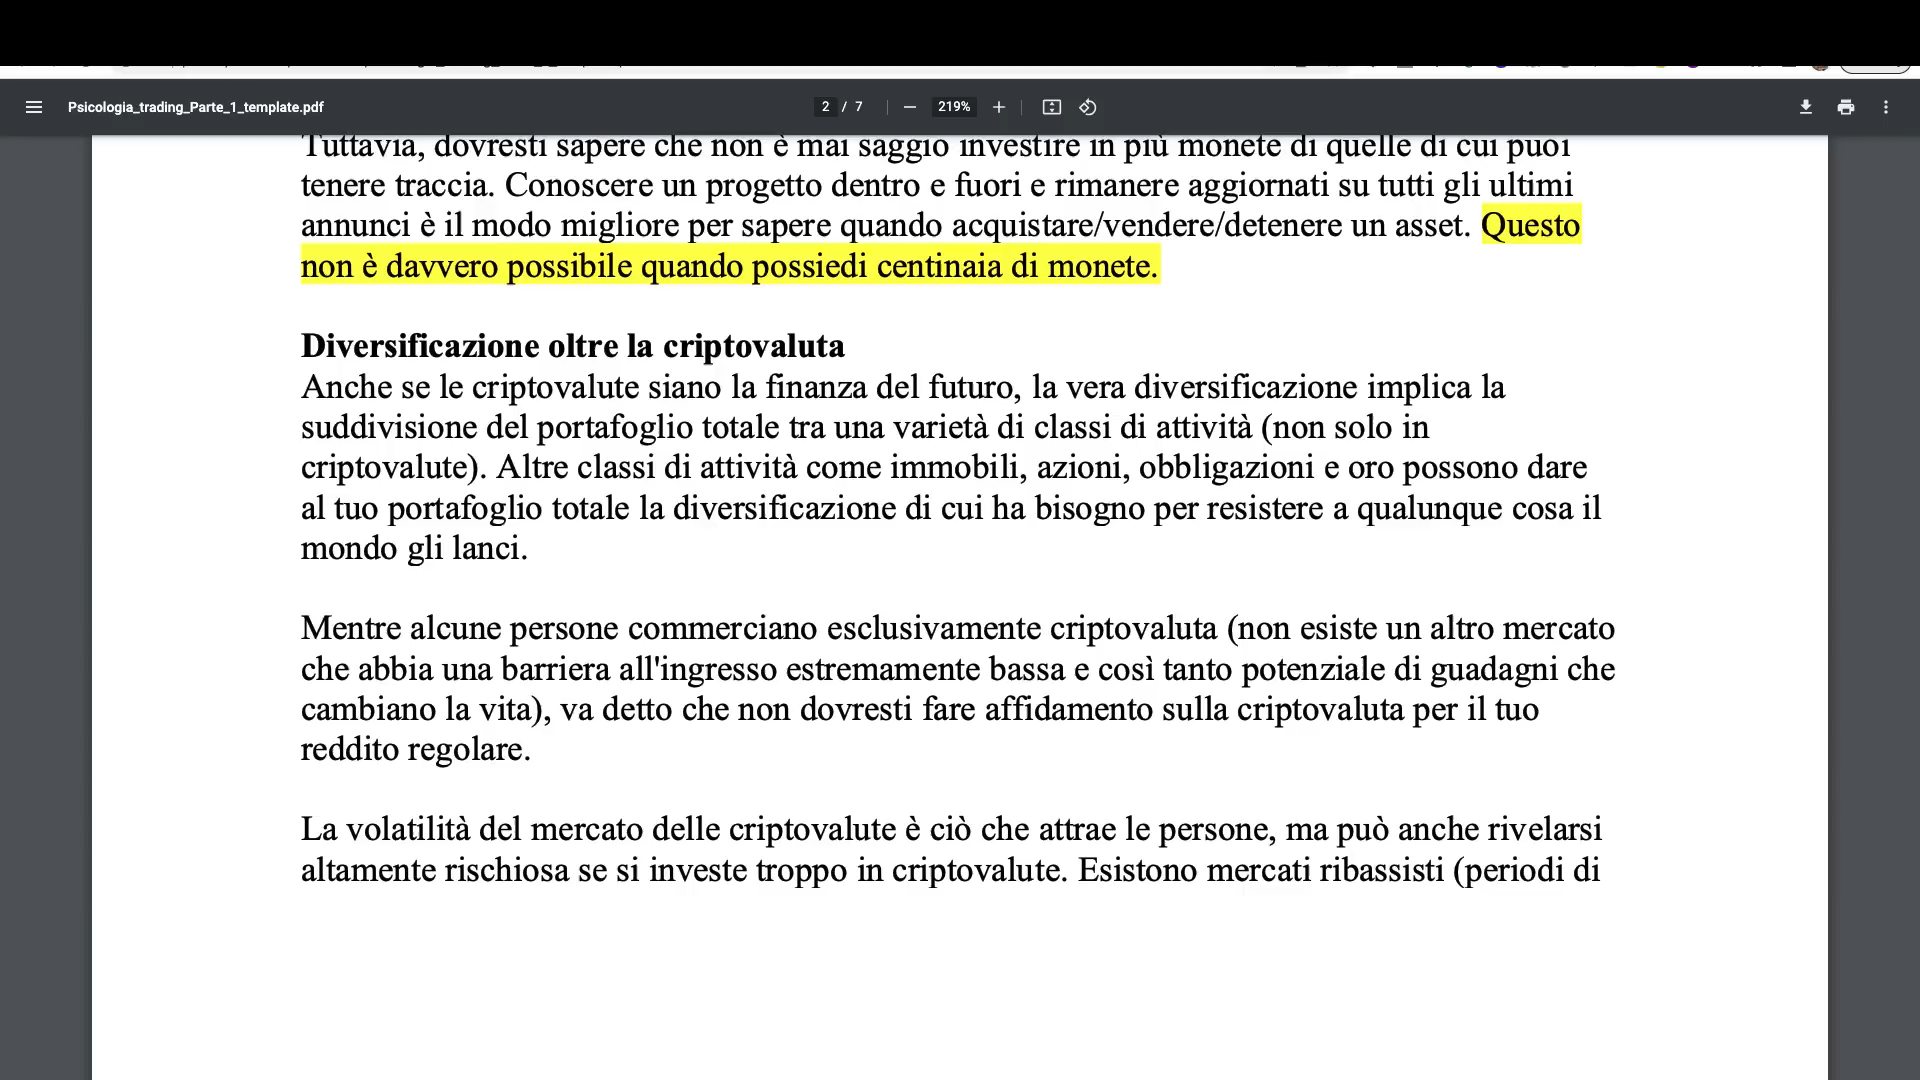 Psicologia_trading_Parte_1_template.pdf
2 / 7
219%
Tuttavia, dovresti sapere che non è mai saggio investire in più monete di quelle di cui puoi
tenere traccia. Conoscere un progetto dentro e fuori e rimanere aggiornati su tutti gli ultimi
annunci è il modo migliore per sapere quando acquistare/vendere/detenere un asset. Questo
non è davvero possibile quando possiedi centinaia di monete.
Diversificazione oltre la criptovaluta
Anche se le criptovalute siano la finanza del futuro, la vera diversificazione implica la
suddivisione del portafoglio totale tra una varietà di classi di attività (non solo in
criptovalute). Altre classi di attività come immobili, azioni, obbligazioni e oro possono dare
al tuo portafoglio totale la diversificazione di cui ha bisogno per resistere a qualunque cosa il
mondo gli lanci.
Mentre alcune persone commerciano esclusivamente criptovaluta (non esiste un altro mercato
che abbia una barriera all'ingresso estremamente bassa e così tanto potenziale di guadagni che
cambiano la vita), va detto che non dovresti fare affidamento sulla criptovaluta per il tuo
reddito regolare.
La volatilità del mercato delle criptovalute è ciò che attrae le persone, ma può anche rivelarsi
altamente rischiosa se si investe troppo in criptovalute. Esistono mercati ribassisti (periodi di